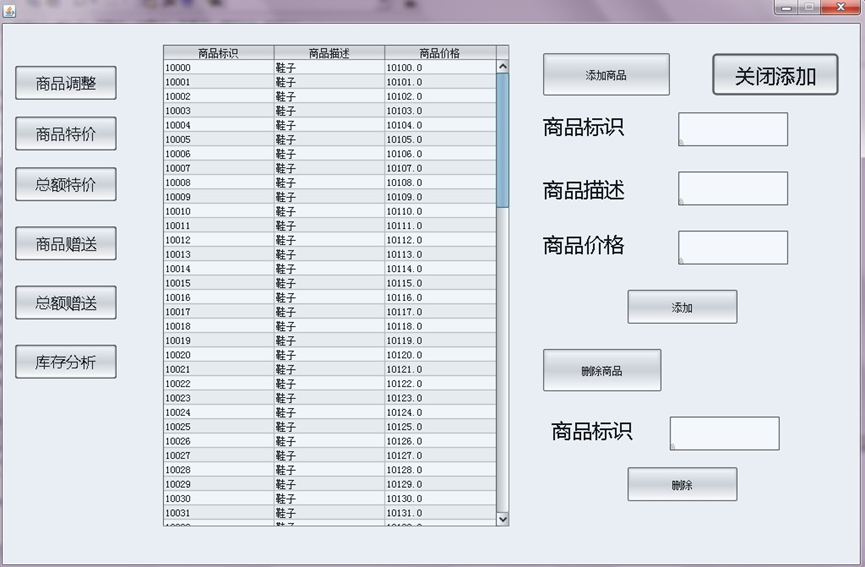 商品调整
商品特价
总额特价
商品赠送
总额赠送
库存分析
商品标识 商品描述 商品价格
10000 鞋子 10100.0
10001 鞋子 10101.0
10002 鞋子 10102.0
10003 鞋子 10103.0
10004 鞋子 10104.0
10005 鞋子 10105.0
10006 鞋子 10106.0
10007 鞋子 10107.0
10008 鞋子 10108.0
10009 鞋子 10109.0
10010 鞋子 10110.0
10011 鞋子 10111.0
10012 鞋子 10112.0
10013 鞋子 10113.0
10014 鞋子 10114.0
10015 鞋子 10115.0
10016 鞋子 10116.0
10017 鞋子 10117.0
10018 鞋子 10118.0
10019 鞋子 10119.0
10020 鞋子 10120.0
10021 鞋子 10121.0
10022 鞋子 10122.0
10023 鞋子 10123.0
10024 鞋子 10124.0
10025 鞋子 10125.0
10026 鞋子 10126.0
10027 鞋子 10127.0
10028 鞋子 10128.0
10029 鞋子 10129.0
10030 鞋子 10130.0
10031 鞋子 10131.0
添加商品 关闭添加
商品标识
商品描述
商品价格
添加
删除商品
商品标识
删除